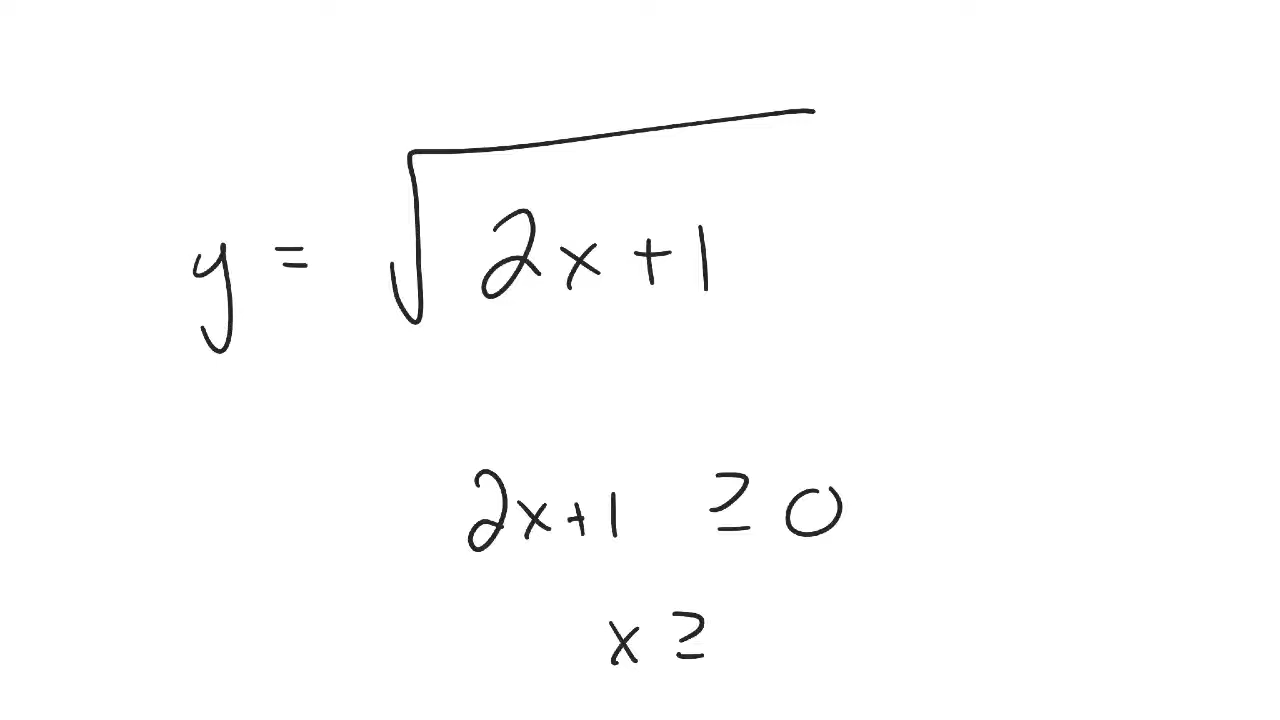 y = √2x+1
2x+1 ≥ 0
x ≥